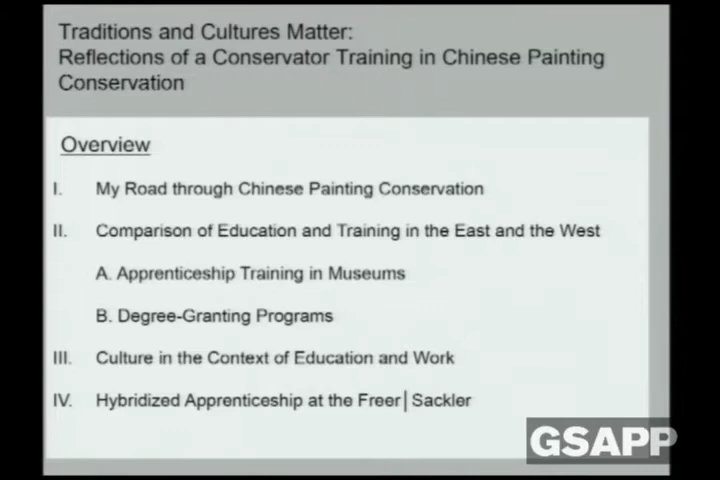 Traditions and Cultures Matter:
Reflections of a Conservator Training in Chinese Painting
Conservation
Overview
I. My Road through Chinese Painting Conservation
II. Comparison of Education and Training in the East and the West
A. Apprenticeship Training in Museums
B. Degree-Granting Programs
III. Culture in the Context of Education and Work
IV. Hybridized Apprenticeship at the Freer| Sackler
GSAPP